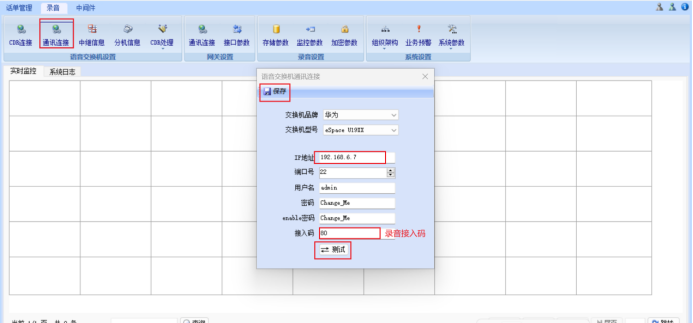 话单管理 录音 中间件
CDR连接 通讯连接 中继信息 分机信息 CDR处理 通讯连接 接口参数 存储参数 监控参数 加密参数 组织架构 业务预警 系统参数
语音交换机设置 网关设置 录音设置 系统设置
实时监控 系统日志
语音交换机通讯连接
保存
交换机品牌 华为
交换机型号 eSpace U19XX
IP地址 192.168.6.7
端口号 22
用户名 admin
密码 Change_Me
enable密码 Change_Me
接入码 80 录音接入码
测试